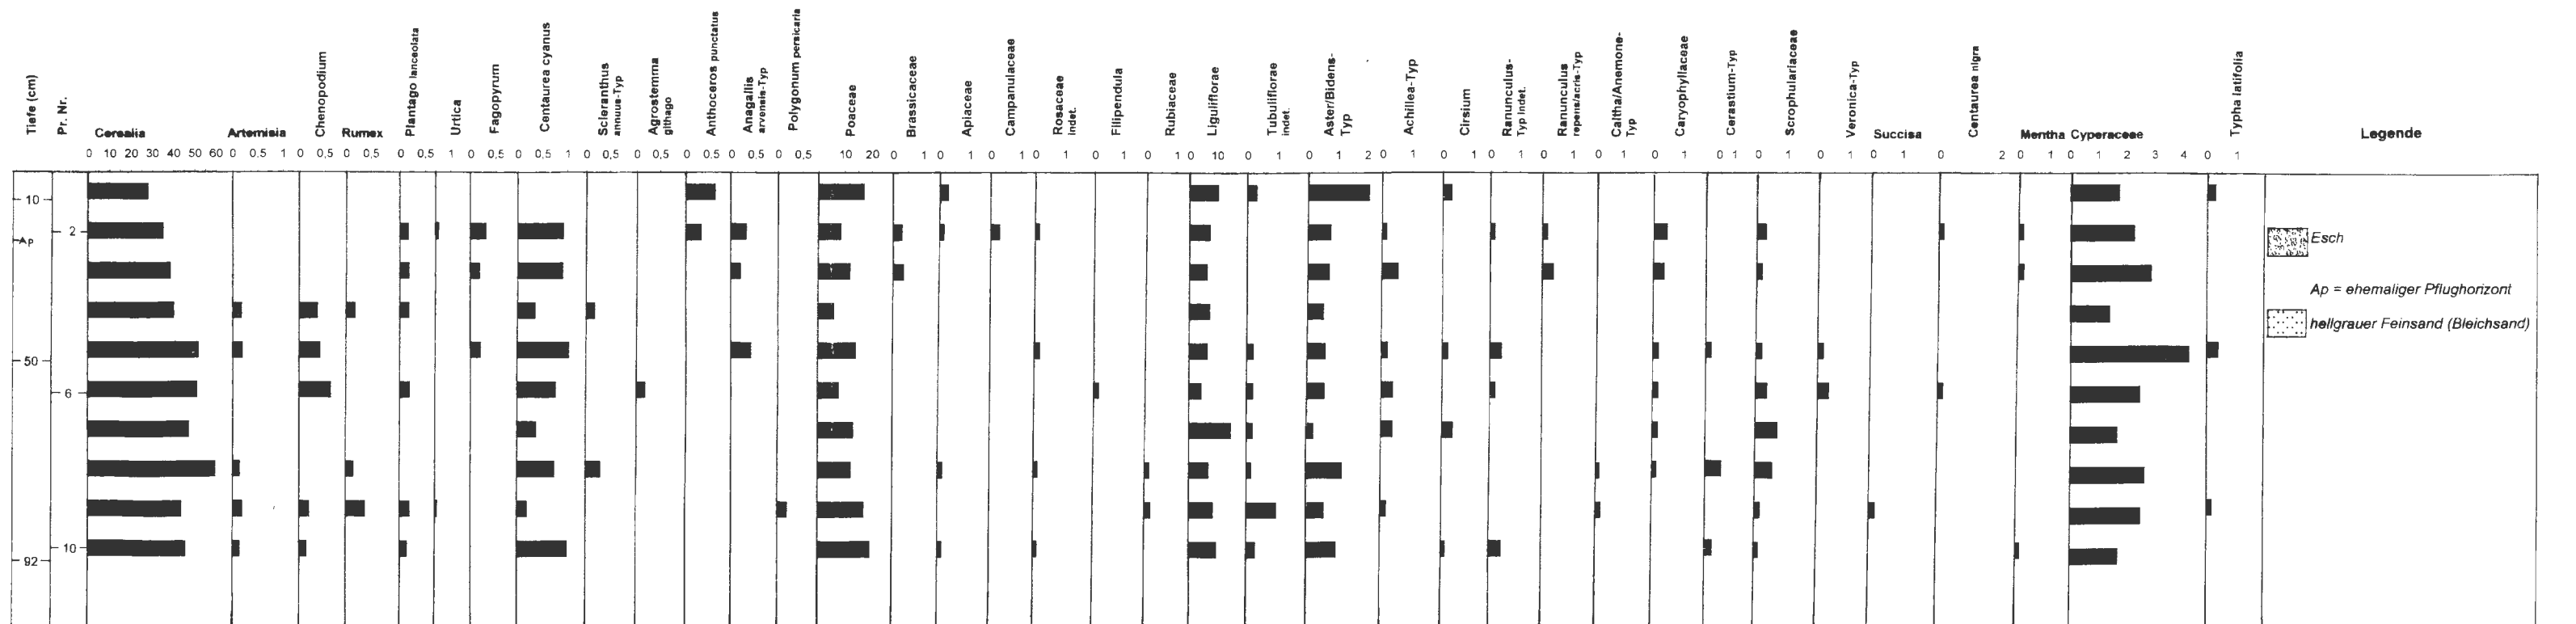 Tiefe (cm)
Pr. Nr.
Cerealia
Artemisia
Chenopodium
Rumex
Plantago lanceolata
Urtica
Fagopyrum
Centaurea cyanus
Scleranthus
annuus-Typ
Agrostemma
githago
Anthoceros punctatus
Anagallis
arvensis-Typ
Polygonum persicaria
Poaceae
Brassicaceae
Apiaceae
Campanulaceae
Rosaceae
indet.
Filipendula
Rubiaceae
Liguliflorae
Tubuliflorae
indet.
Aster/Bidens-
Typ
Achillea-Typ
Cirsium
Ranunculus-
Typ indet.
Ranunculus
repens/acris-Typ
Caltha/Anemone-
Typ
Caryophyllaceae
Cerastium-Typ
Scrophulariaceae
Veronica-Typ
Succisa
Centaurea nigra
Mentha
Cyperaceae
Typha latifolia
Legende
0 10 20 30 40 50 60 0 0,5 1 0 0,5 0 0,5 0 0,5 1 0 0,5 0 0,5 1 0 0,5 0 0,5 0 0,5 0 0,5 0 0,5 10 20 0 1 0 1 0 1 0 1 0 1 0 1 0 10 0 1 0 1 2 0 1 0 1 0 1 0 1 0 1 0 1 0 1 0 1 0 1 0 1 0 2 0 1 0 1 2 3 4 0 1
10
2
Ap
50
6
10
92
Esch
Ap = ehemaliger Pflughorizont
hellgrauer Feinsand (Bleichsand)